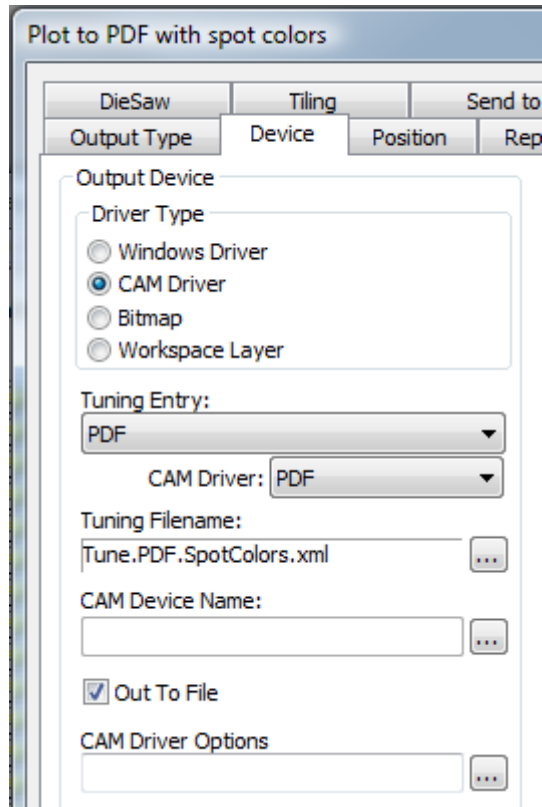 Plot to PDF with spot colors
DieSaw Tiling Send to
Output Type Device Position Rep
Output Device
Driver Type
Windows Driver
CAM Driver
Bitmap
Workspace Layer
Tuning Entry:
PDF
CAM Driver: PDF
Tuning Filename:
Tune.PDF.SpotColors.xml ...
CAM Device Name:
...
Out To File
CAM Driver Options
...